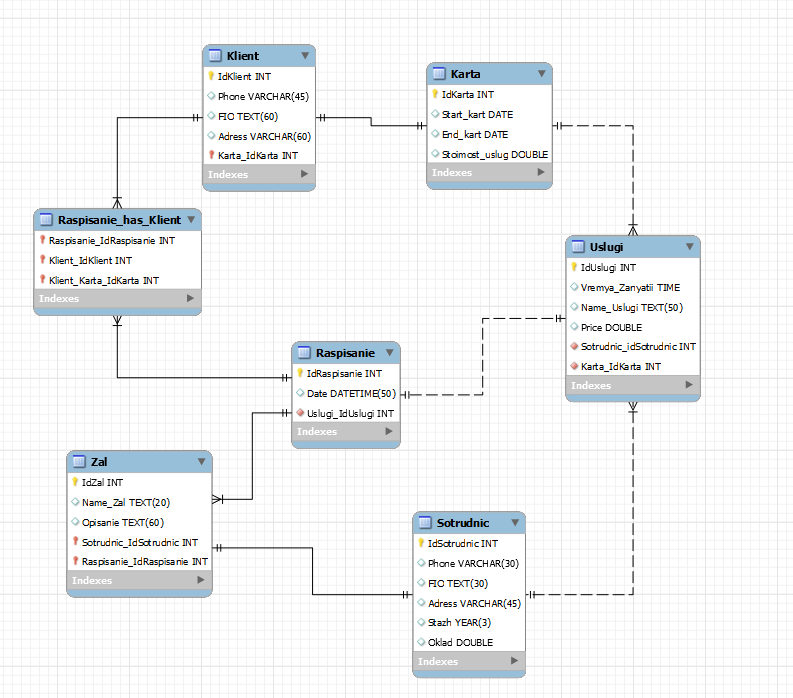 Klient
IdKlient INT
Phone VARCHAR(45)
FIO TEXT(60)
Adress VARCHAR(60)
Karta_IdKarta INT
Indexes
Karta
IdKarta INT
Start_kart DATE
End_kart DATE
Stoimost_uslug DOUBLE
Indexes
Raspisanie_has_Klient
Raspisanie_IdRaspisanie INT
Klient_IdKlient INT
Klient_Karta_IdKarta INT
Indexes
Uslugi
IdUslugi INT
Vremya_Zanyatii TIME
Name_Uslugi TEXT(50)
Price DOUBLE
Sotrudnic_idSotrudnic INT
Karta_IdKarta INT
Indexes
Raspisanie
IdRaspisanie INT
Date DATETIME(50)
Uslugi_IdUslugi INT
Indexes
Zal
IdZal INT
Name_Zal TEXT(20)
Opisanie TEXT(60)
Sotrudnic_IdSotrudnic INT
Raspisanie_IdRaspisanie INT
Indexes
Sotrudnic
IdSotrudnic INT
Phone VARCHAR(30)
FIO TEXT(30)
Adress VARCHAR(45)
Stazh YEAR(3)
Oklad DOUBLE
Indexes